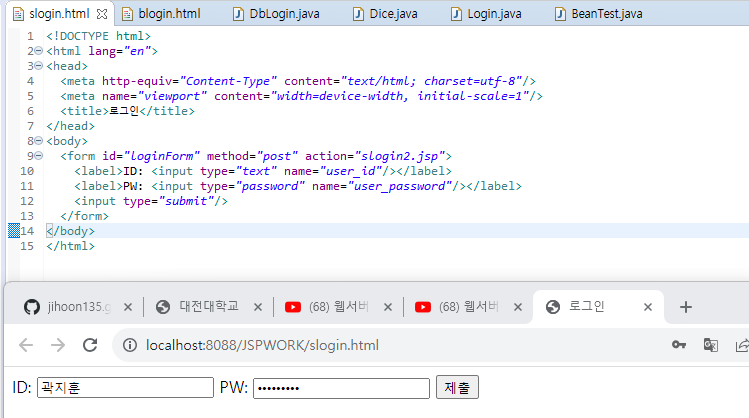 slogin.html blogin.html DbLogin.java Dice.java Login.java BeanTest.java
1 <!DOCTYPE html>
2 <html lang="en">
3 <head>
4 <meta http-equiv="Content-Type" content="text/html; charset=utf-8"/>
5 <meta name="viewport" content="width=device-width, initial-scale=1"/>
6 <title>로그인</title>
7 </head>
8 <body>
9 <form id="loginForm" method="post" action="slogin2.jsp">
10 <label>ID: <input type="text" name="user_id"/></label>
11 <label>PW: <input type="password" name="user_password"/></label>
12 <input type="submit"/>
13 </form>
14 </body>
15 </html>
jihoon135.g 대전대학교 (68) 웹서버 (68) 웹서버 로그인
localhost:8088/JSPWORK/slogin.html
ID: 곽지훈 PW: ••••••••• 제출